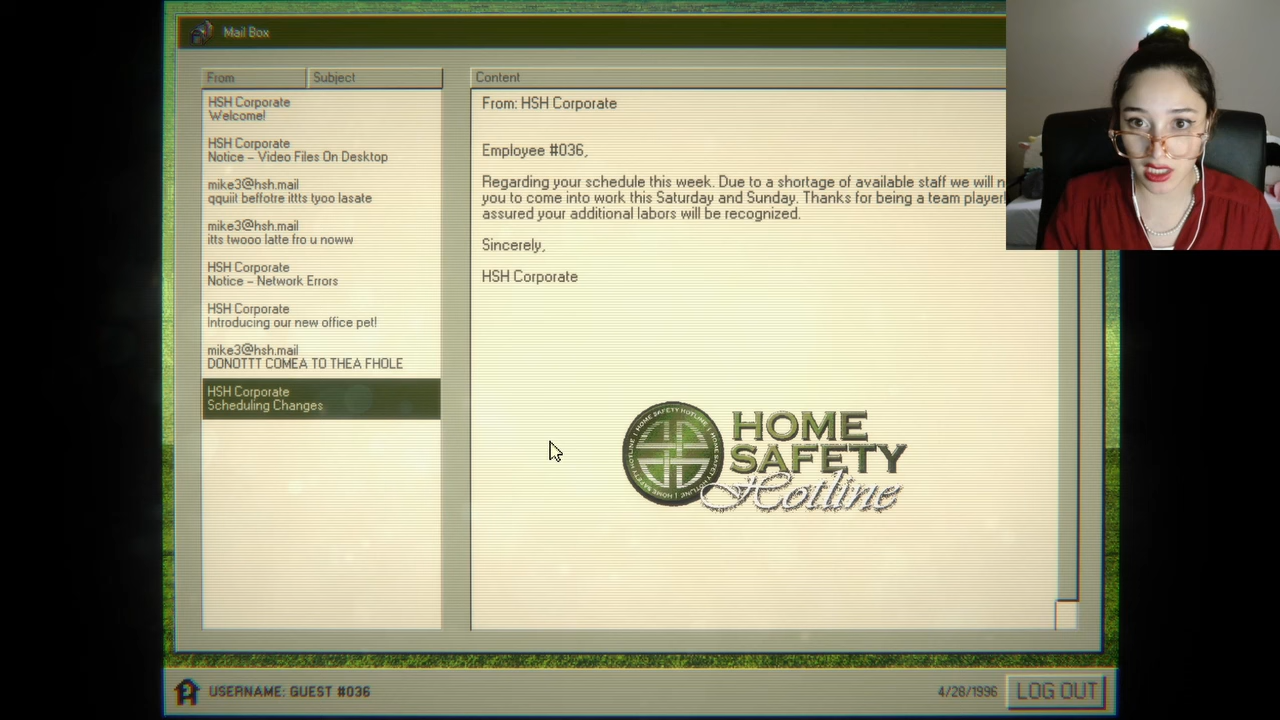 Mail Box
From
Subject
Content
HSH Corporate
Welcome!
HSH Corporate
Notice - Video Files On Desktop
mike3@hsh.mail
qquiit beffotre ittts tyoo lasate
mike3@hsh.mail
itts twooo latte fro u noww
HSH Corporate
Notice - Network Errors
HSH Corporate
Introducing our new office pet!
mike3@hsh.mail
DONOTTT COMEA TO THEA FHOLE
HSH Corporate
Scheduling Changes
From: HSH Corporate
Employee #036,
Regarding your schedule this week. Due to a shortage of available staff we will
you to come into work this Saturday and Sunday. Thanks for being a team player!
assured your additional labors will be recognized.
Sincerely,
HSH Corporate
HOME
SAFETY
Hotline
USERNAME: GUEST #036
4/28/1996
LOG OUT